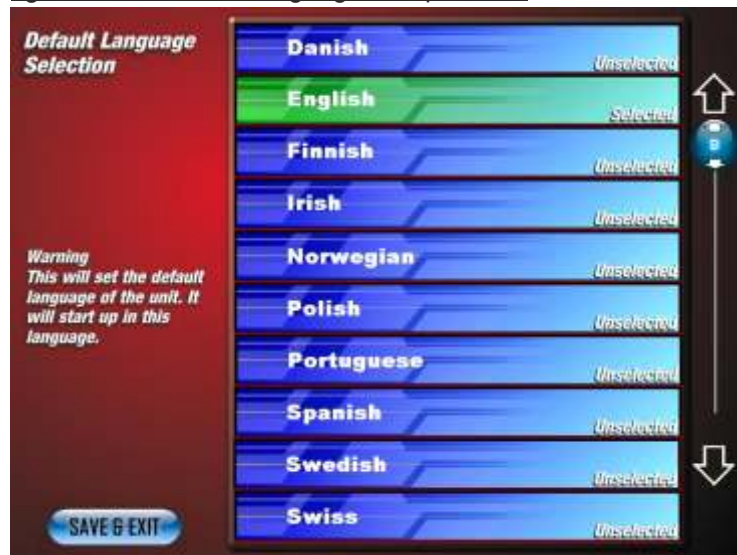 Default Language
Selection
Warning
This will set the default
language of the unit. It
will start up in this
language.
SAVE & EXIT
Danish
Unselected
English
Selected
Finnish
Unselected
Irish
Unselected
Norwegian
Unselected
Polish
Unselected
Portuguese
Unselected
Spanish
Unselected
Swedish
Unselected
Swiss
Unselected